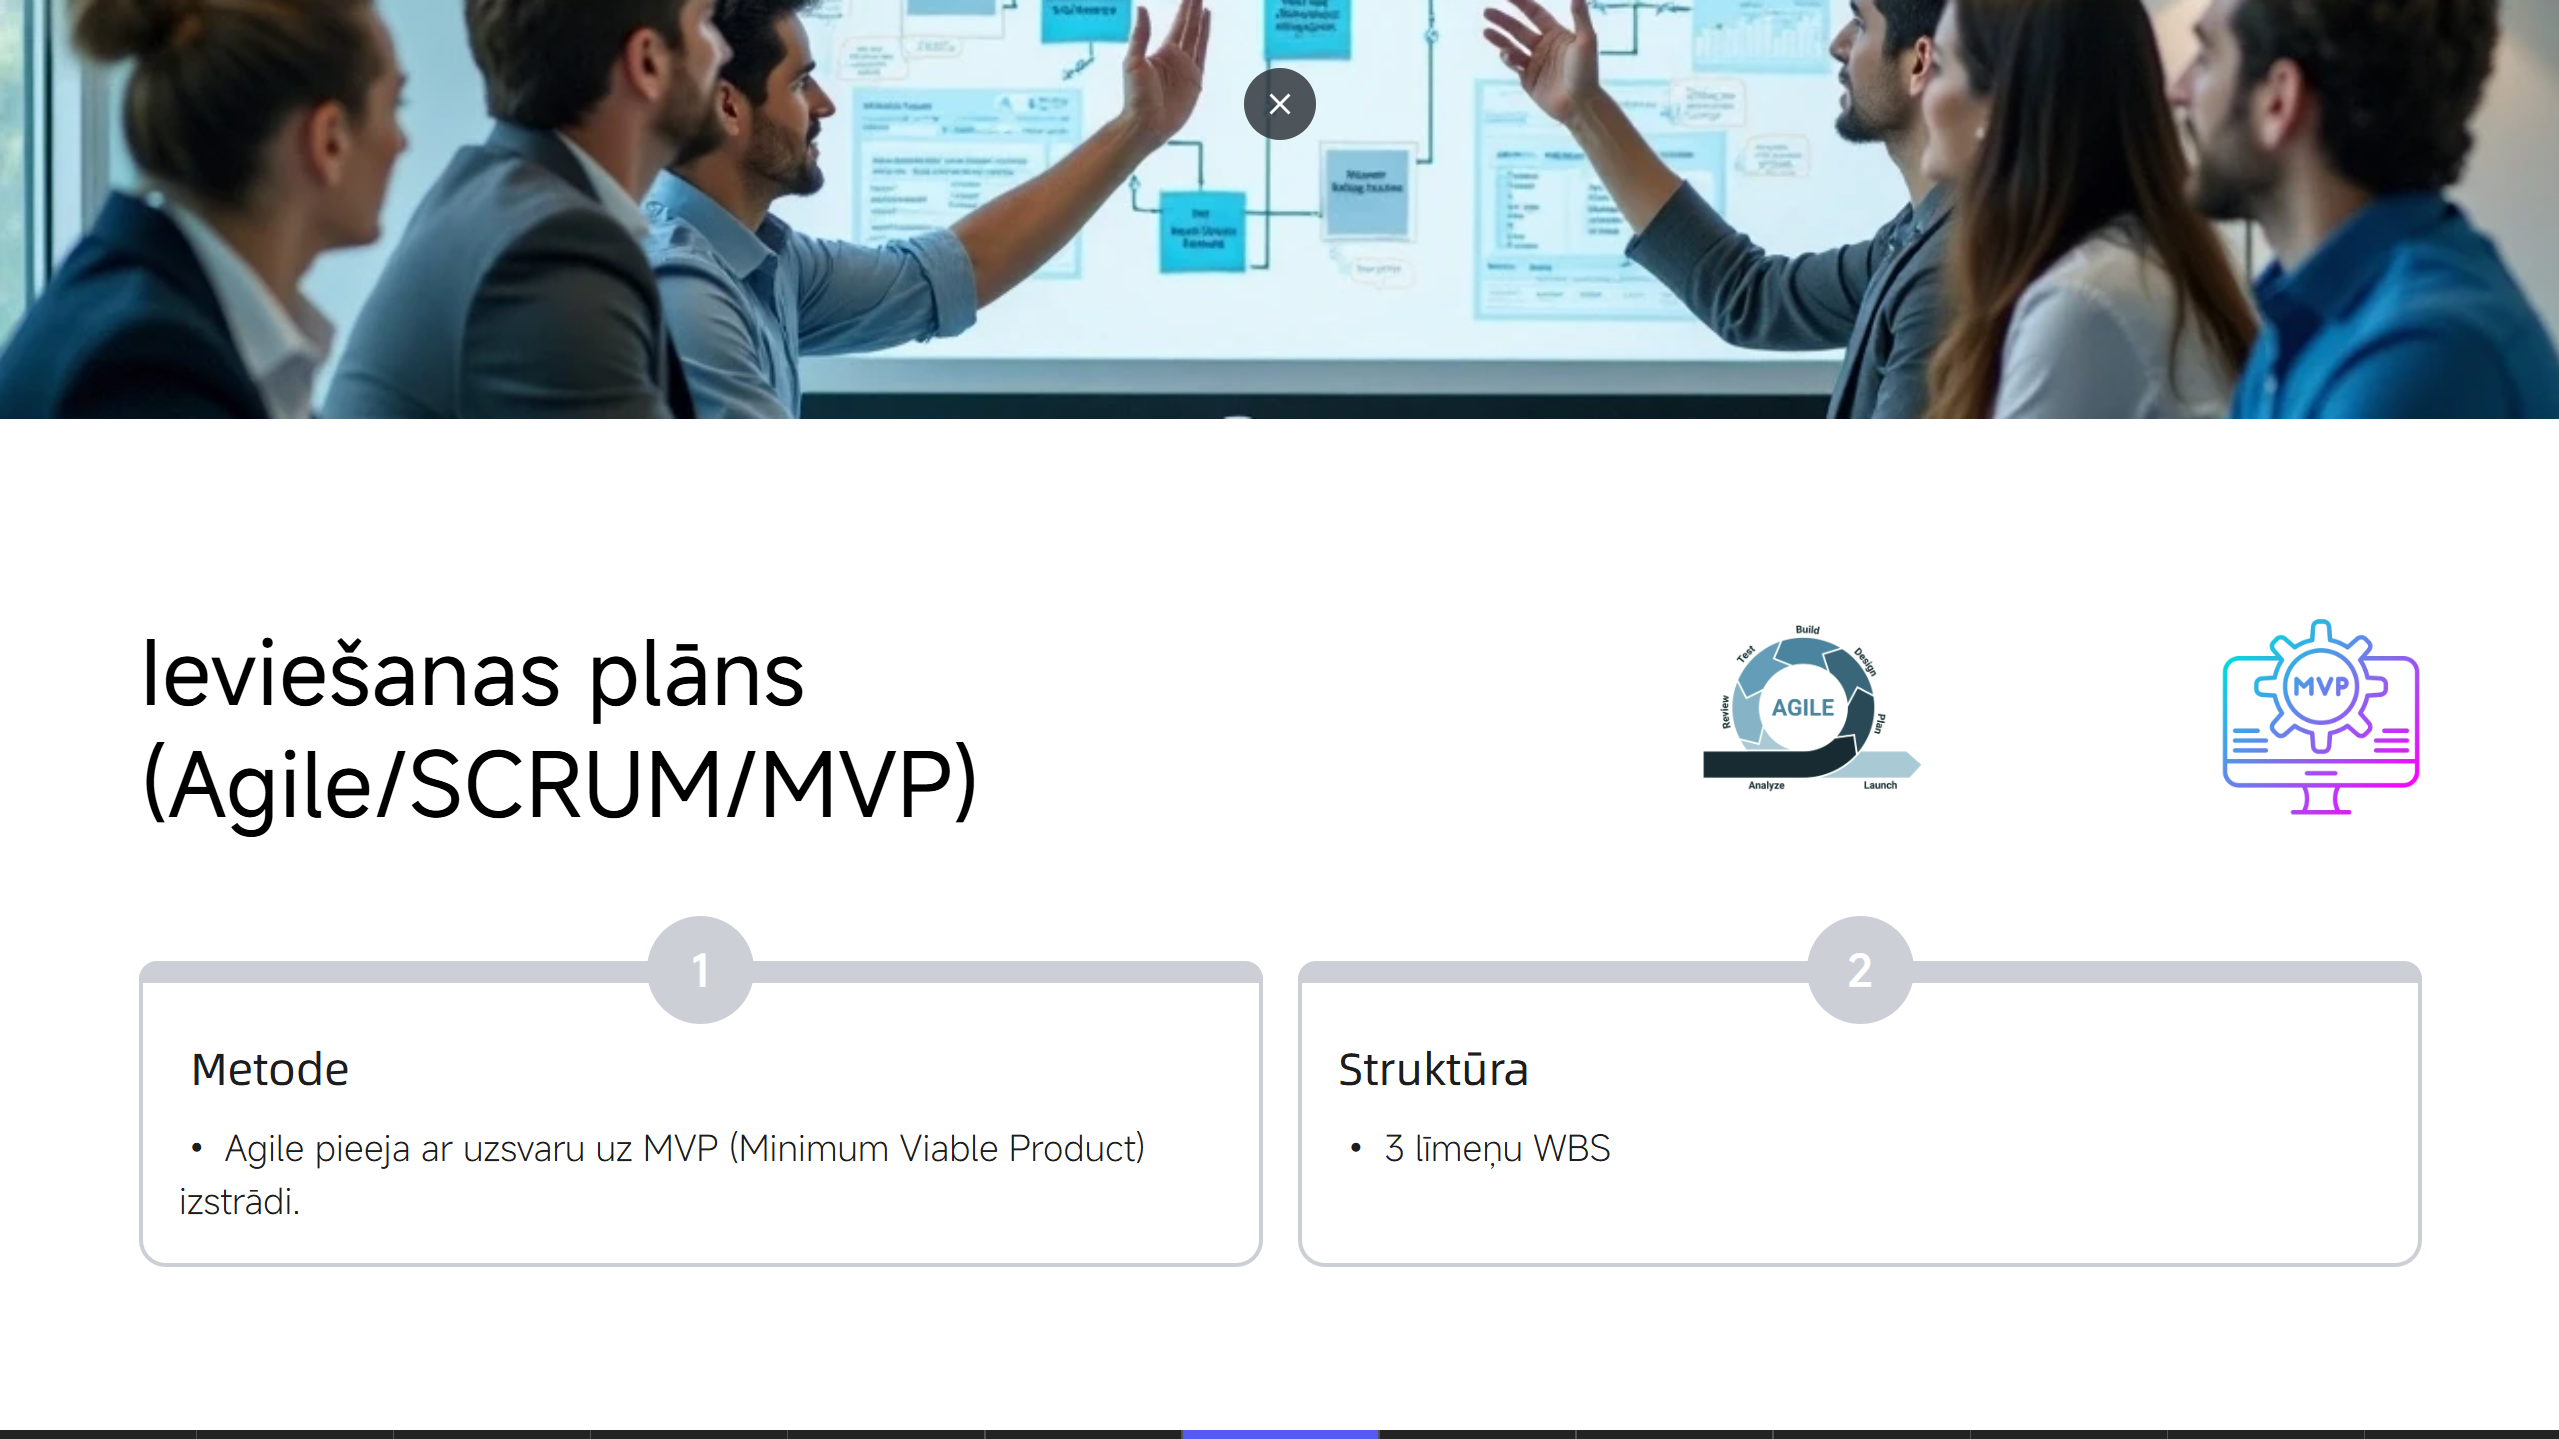 Ieviešanas plāns
(Agile/SCRUM/MVP)
Build
Test
Design
Review
AGILE
Plan
Analyze
Launch
MVP
1
2
Metode
• Agile pieeja ar uzsvaru uz MVP (Minimum Viable Product)
izstrādi.
Struktūra
• 3 līmeņu WBS